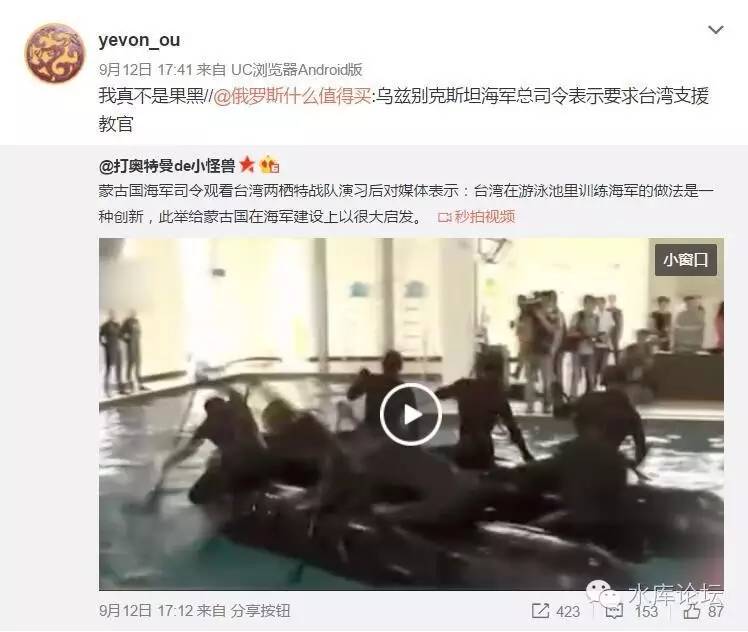 yevon_ou
9月12日 17:41 来自 UC浏览器Android版
我真不是果黑//@俄罗斯什么值得买:乌兹别克斯坦海军总司令表示要求台湾支援
教官
@打奥特曼de小怪兽
蒙古国海军司令观看台湾两栖特战队演习后对媒体表示：台湾在游泳池里训练海军的做法是一
种创新，此举给蒙古国在海军建设上以很大启发。 秒拍视频
小窗口
水库论坛
9月12日 17:12 来自 分享按钮 423 153 87